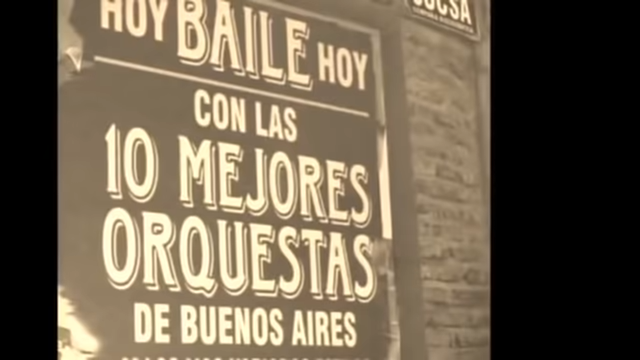 HOY BAILE HOY
CON LAS
10 MEJORES
ORQUESTAS
DE BUENOS AIRES